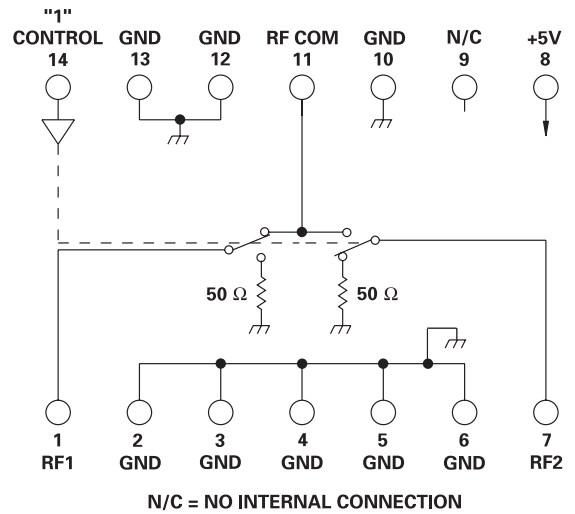 "1"
CONTROL GND GND RF COM GND N/C +5V
14 13 12 11 10 9 8
50 Ω 50 Ω
1 2 3 4 5 6 7
RF1 GND GND GND GND GND RF2
N/C = NO INTERNAL CONNECTION